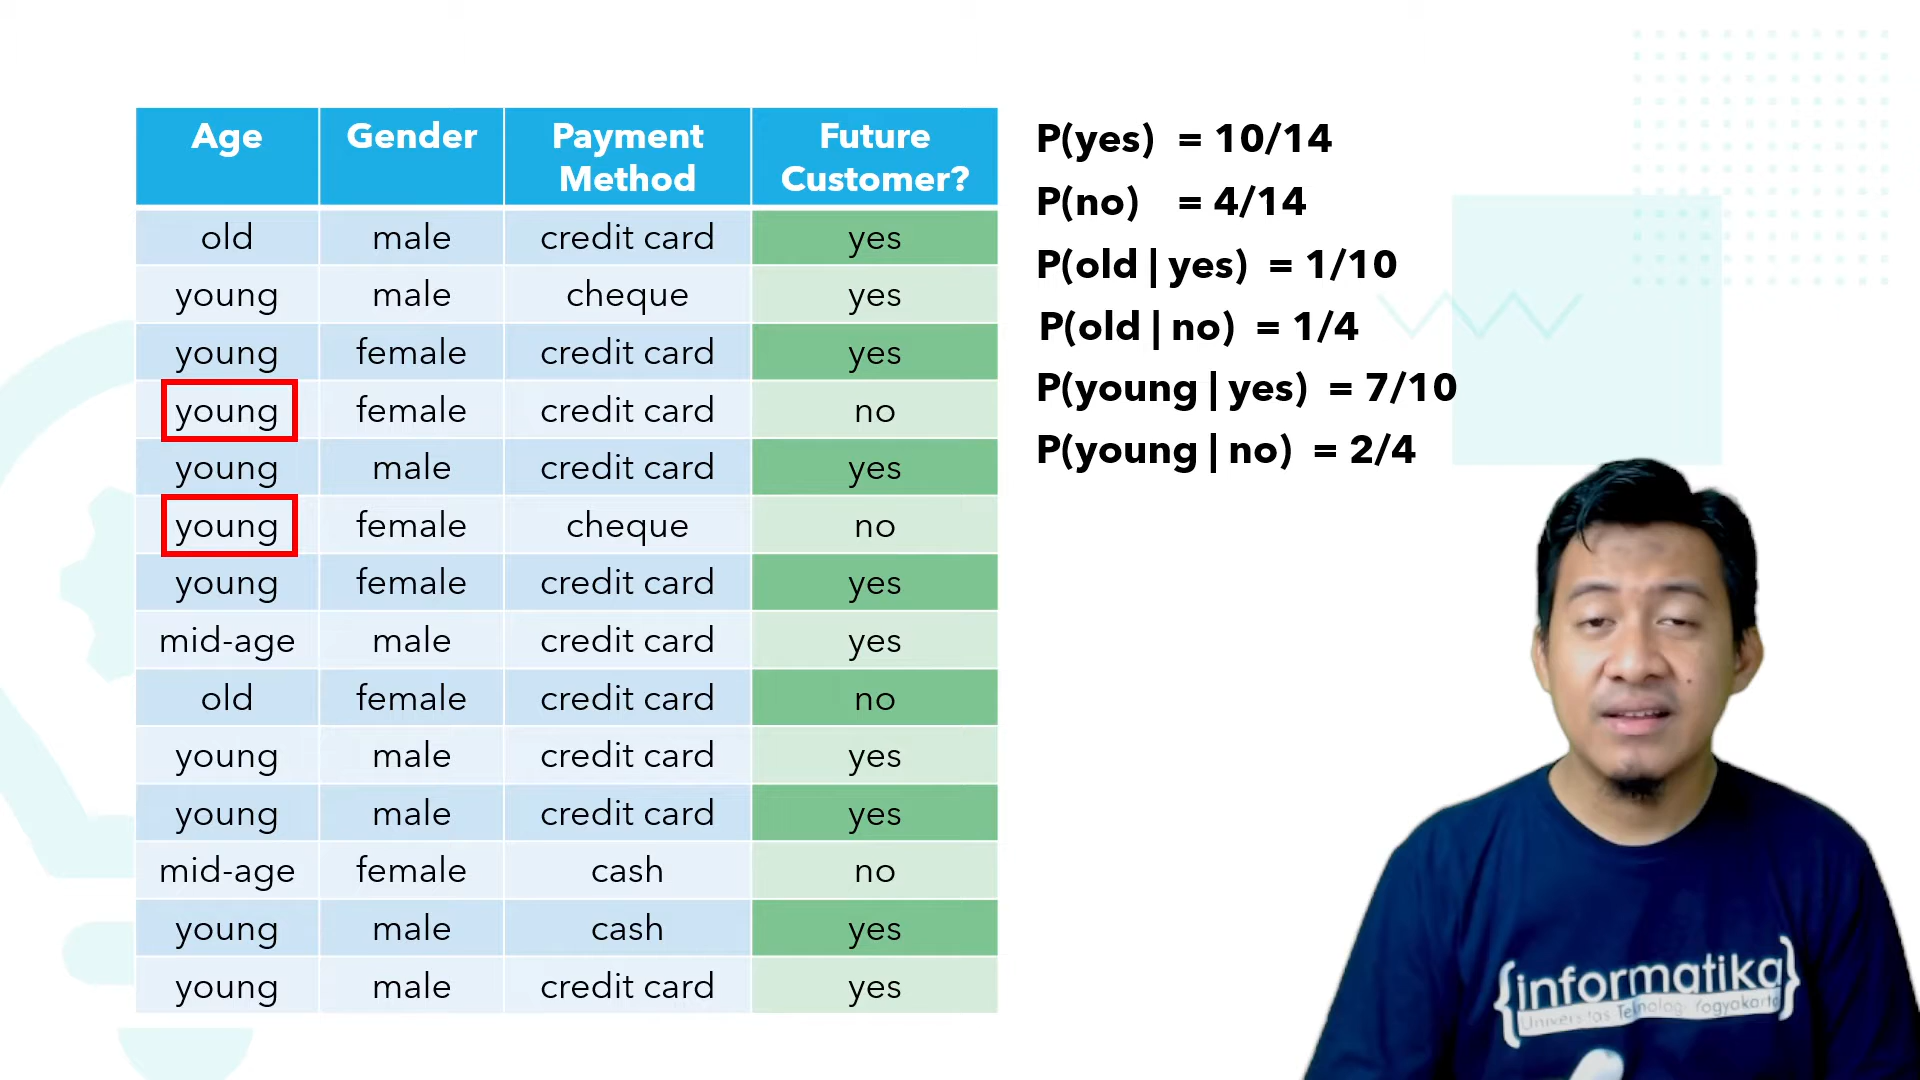 Age Gender Payment Method Future Customer?
old male credit card yes
young male cheque yes
young female credit card yes
young female credit card no
young male credit card yes
young female cheque no
young female credit card yes
mid-age male credit card yes
old female credit card no
young male credit card yes
young male credit card yes
mid-age female cash no
young male cash yes
young male credit card yes
P(yes) = 10/14
P(no) = 4/14
P(old | yes) = 1/10
P(old | no) = 1/4
P(young | yes) = 7/10
P(young | no) = 2/4
{informatika}
Universitas Teknologi Yogyakarta